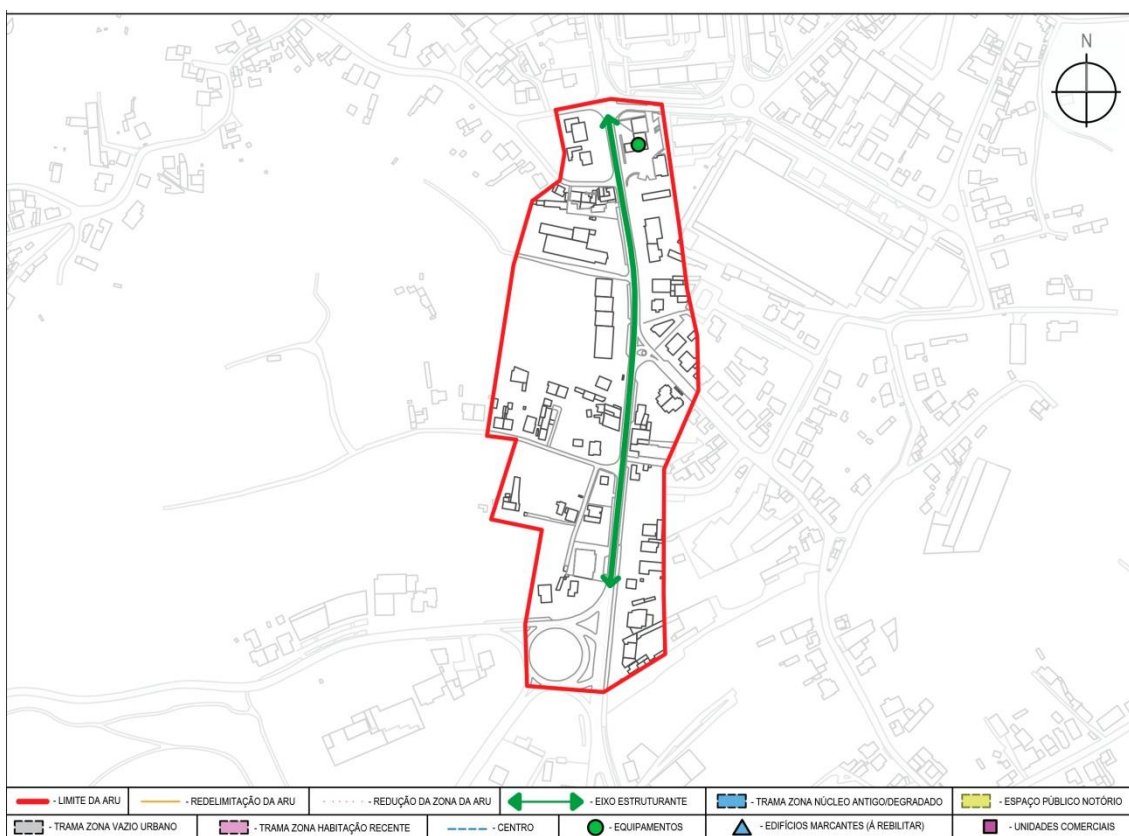 N
- LIMITE DA ARU - REDELIMITAÇÃO DA ARU - REDUÇÃO DA ZONA DA ARU - EIXO ESTRUTURANTE - TRAMA ZONA NÚCLEO ANTIGO/DEGRADADO - ESPAÇO PÚBLICO NOTÓRIO
- TRAMA ZONA VAZIO URBANO - TRAMA ZONA HABITAÇÃO RECENTE - CENTRO - EQUIPAMENTOS - EDIFÍCIOS MARCANTES (Á REBILITAR) - UNIDADES COMERCIAIS